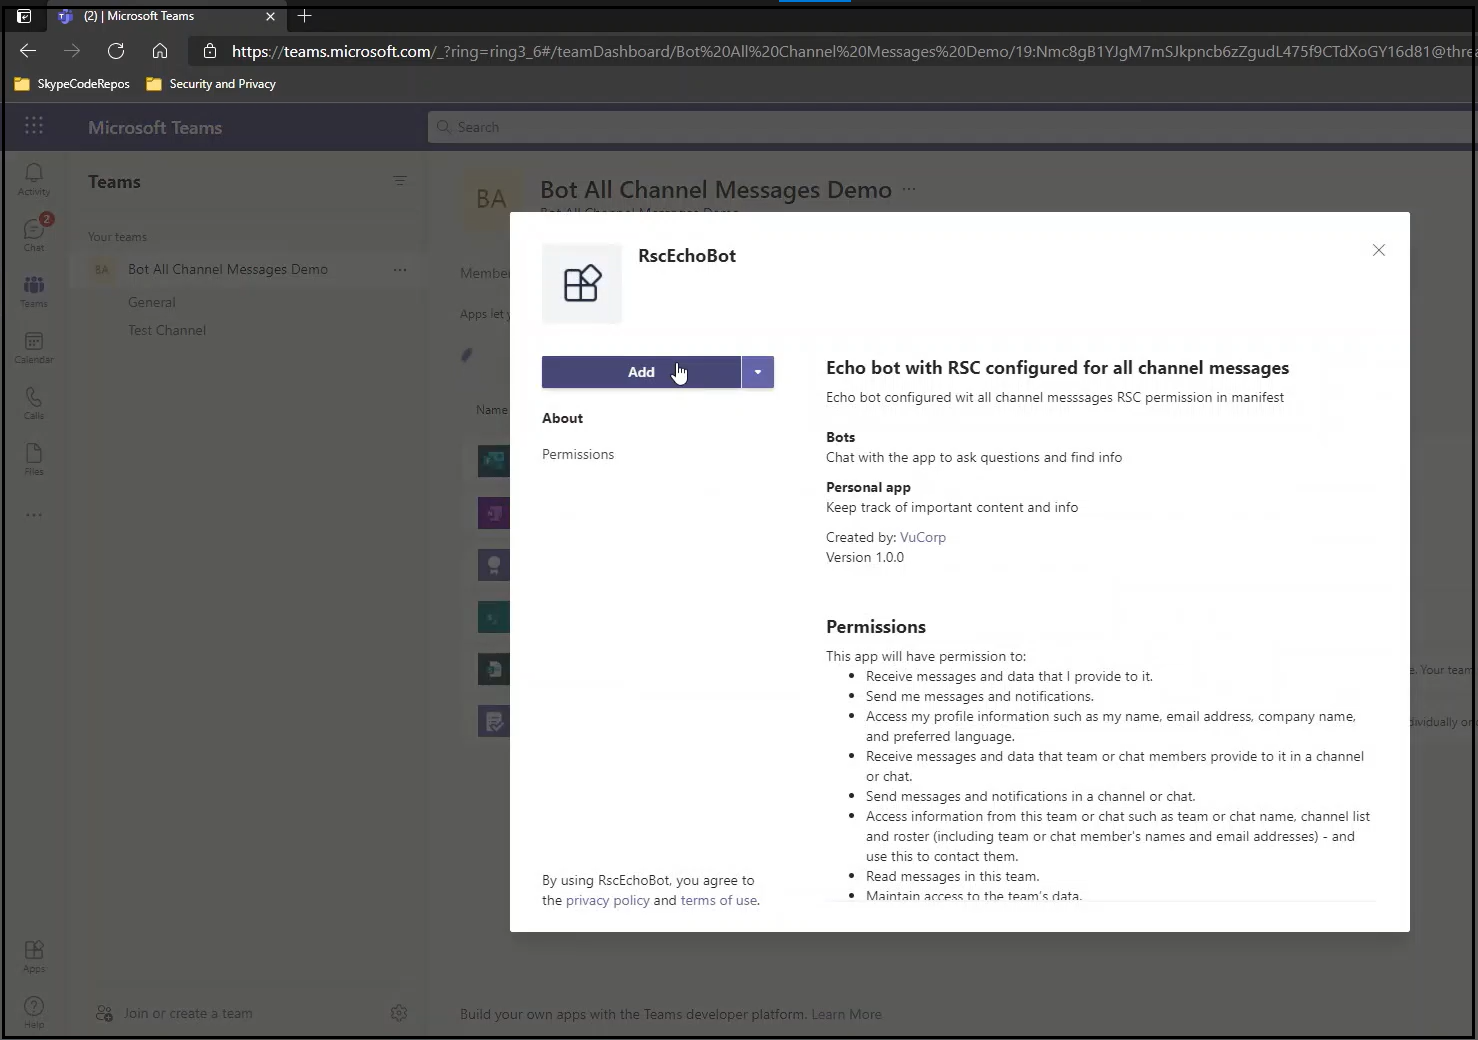 (2) | Microsoft Teams
https://teams.microsoft.com/_?ring=ring3_6#/teamDashboard/Bot%20All%20Channel%20Messages%20Demo/19:Nmc8gB1YJgM7mSJkpncb6zZgudL475f9CTdXoGY16d81@threa
SkypeCodeRepos
Security and Privacy
Microsoft Teams
Search
Activity
2
Chat
Teams
Calendar
Calls
Files
Apps
Help
Teams
Your teams
BA
Bot All Channel Messages Demo
General
Test Channel
Join or create a team
BA
Bot All Channel Messages Demo
Bot All Channel Messages Demo
Member
Apps let y
Name
e. Your team
dividually or
Build your own apps with the Teams developer platform. Learn More
RscEchoBot
Add
About
Permissions
By using RscEchoBot, you agree to
the privacy policy and terms of use.
Echo bot with RSC configured for all channel messages
Echo bot configured wit all channel messsages RSC permission in manifest
Bots
Chat with the app to ask questions and find info
Personal app
Keep track of important content and info
Created by: VuCorp
Version 1.0.0
Permissions
This app will have permission to:
Receive messages and data that I provide to it.
Send me messages and notifications.
Access my profile information such as my name, email address, company name,
and preferred language.
Receive messages and data that team or chat members provide to it in a channel
or chat.
Send messages and notifications in a channel or chat.
Access information from this team or chat such as team or chat name, channel list
and roster (including team or chat member's names and email addresses) - and
use this to contact them.
Read messages in this team.
Maintain access to the team's data.